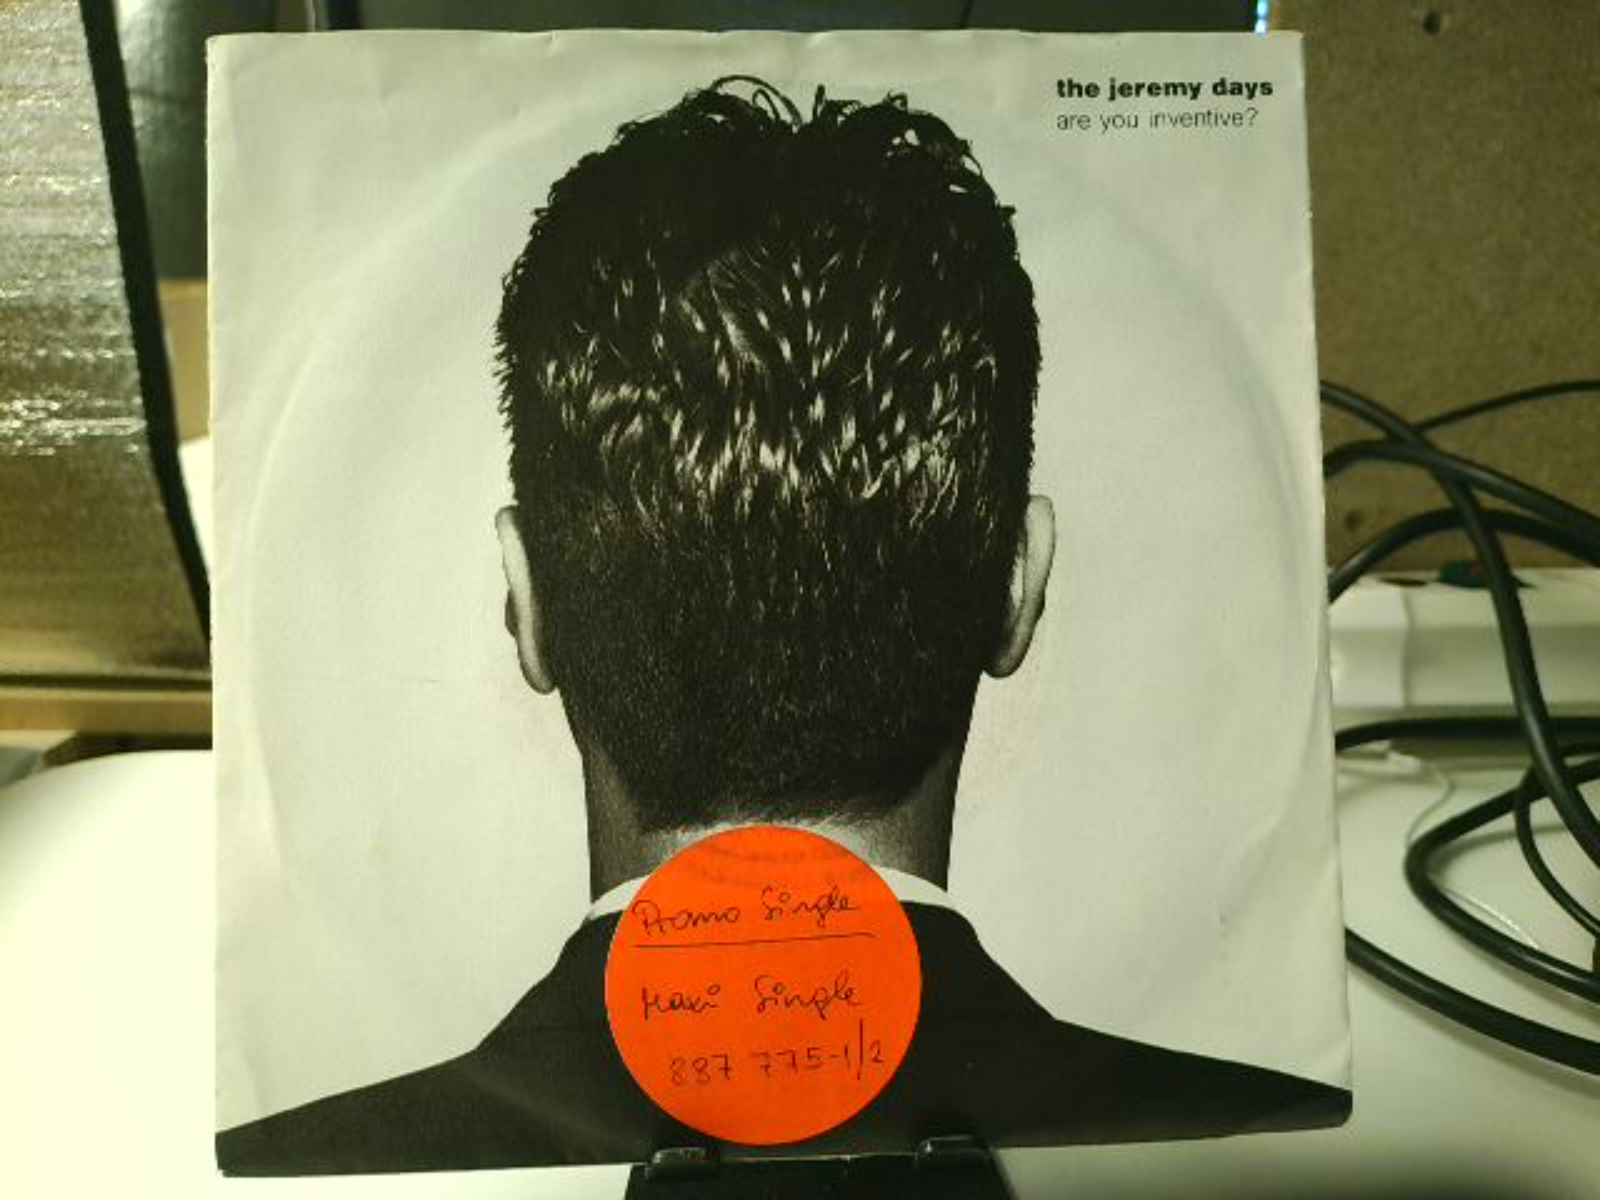 the jeremy days
are you inventive?
Promo Single
Maxi Single
887 775-1/2